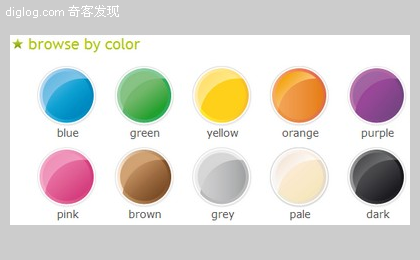 diglog.com 奇客发现
browse by color
blue green yellow orange purple
pink brown grey pale dark